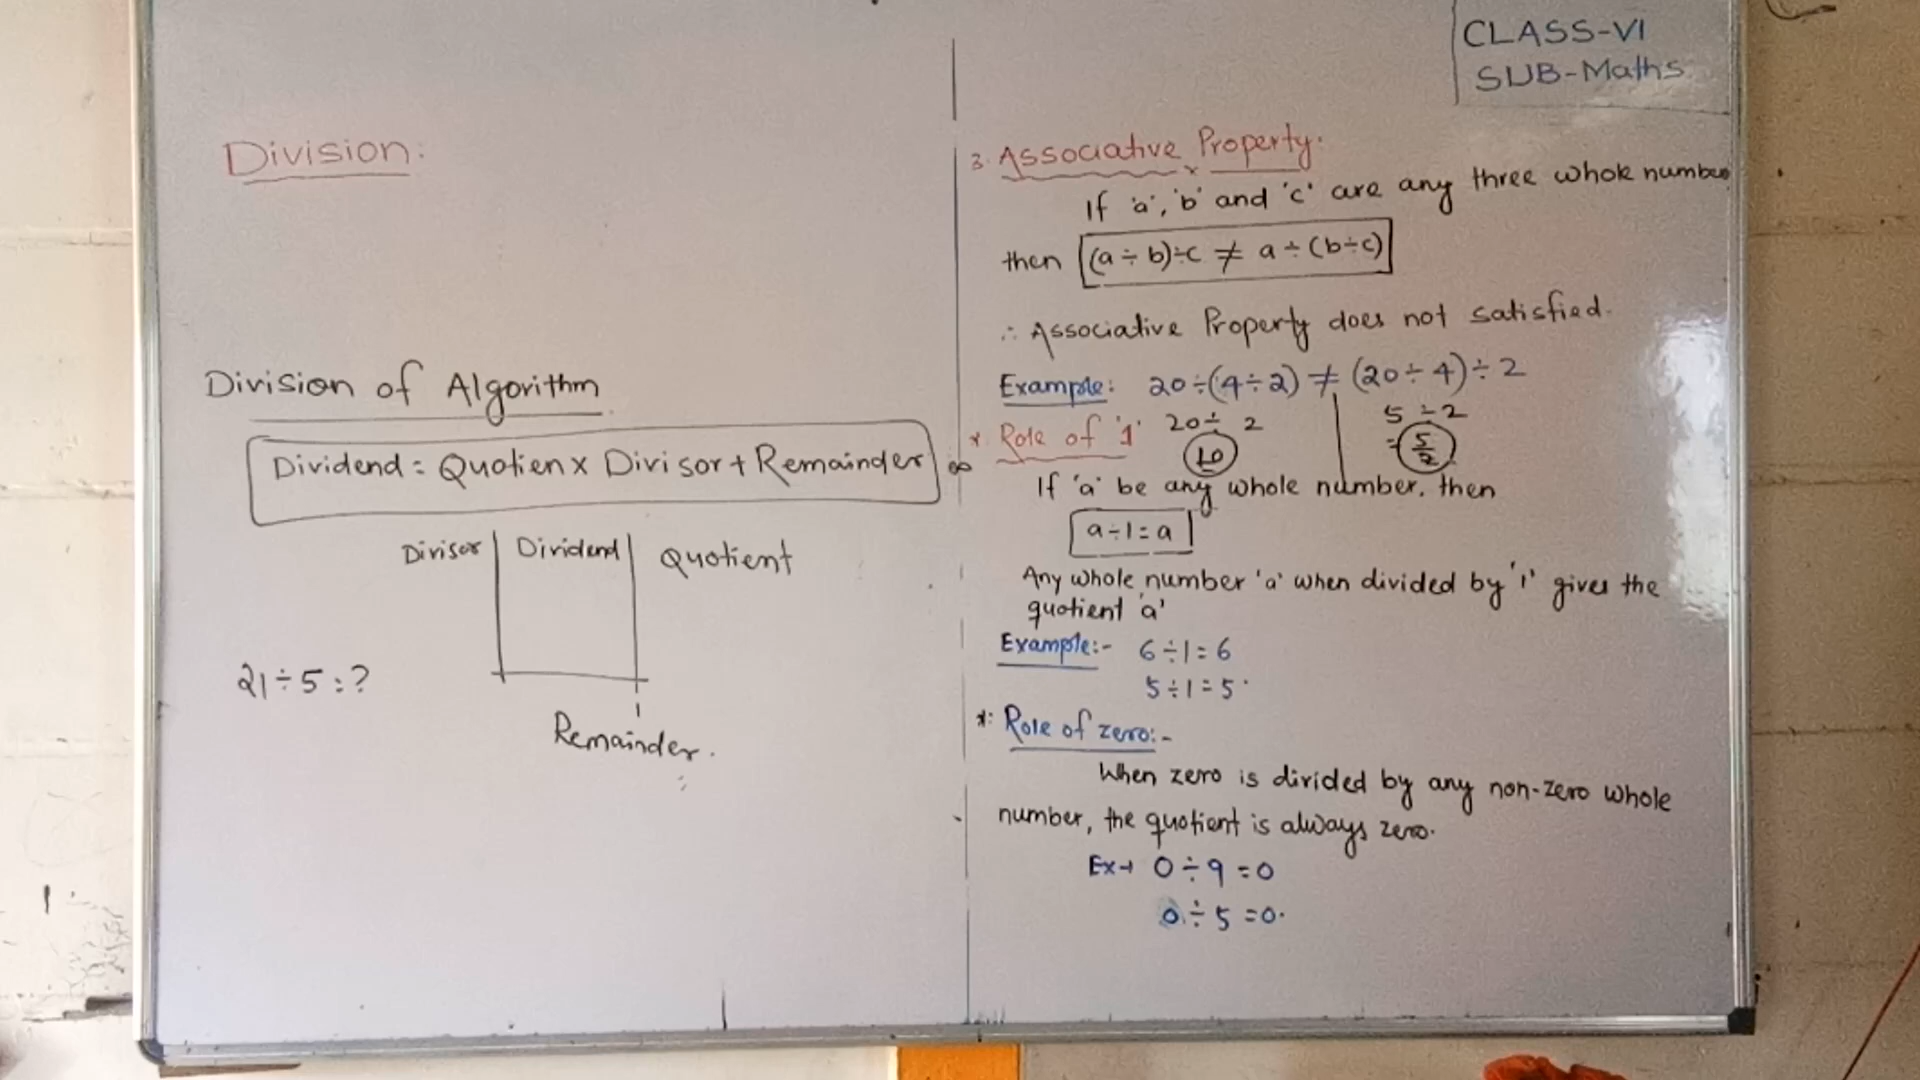 CLASS-VI
SUB-Maths
Division:
Division of Algorithm
Dividend = Quotien x Divisor + Remainder
Divisor | Dividend | Quotient
21 ÷ 5 = ?
Remainder.
3. Associative Property.
If 'a', 'b' and 'c' are any three whole number
then (a ÷ b) ÷ c ≠ a ÷ (b ÷ c)
∴ Associative Property does not satisfied.
Example: 20 ÷ (4 ÷ 2) ≠ (20 ÷ 4) ÷ 2
20 ÷ 2 | 5 ÷ 2
10 | = 5/2
* Role of '1'
If 'a' be any whole number, then
a ÷ 1 = a
Any whole number 'a' when divided by '1' gives the
quotient 'a'
Example:- 6 ÷ 1 = 6
5 ÷ 1 = 5.
*: Role of zero:-
When zero is divided by any non-zero whole
number, the quotient is always zero.
Ex→ 0 ÷ 9 = 0
0 ÷ 5 = 0.